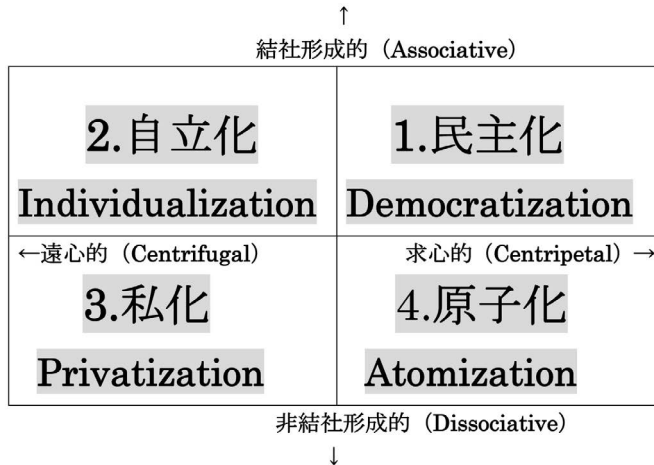 ↑
結社形成的（Associative）
2.自立化
Individualization
1.民主化
Democratization
←遠心的（Centrifugal）
求心的（Centripetal）→
3.私化
Privatization
4.原子化
Atomization
非結社形成的（Dissociative）
↓